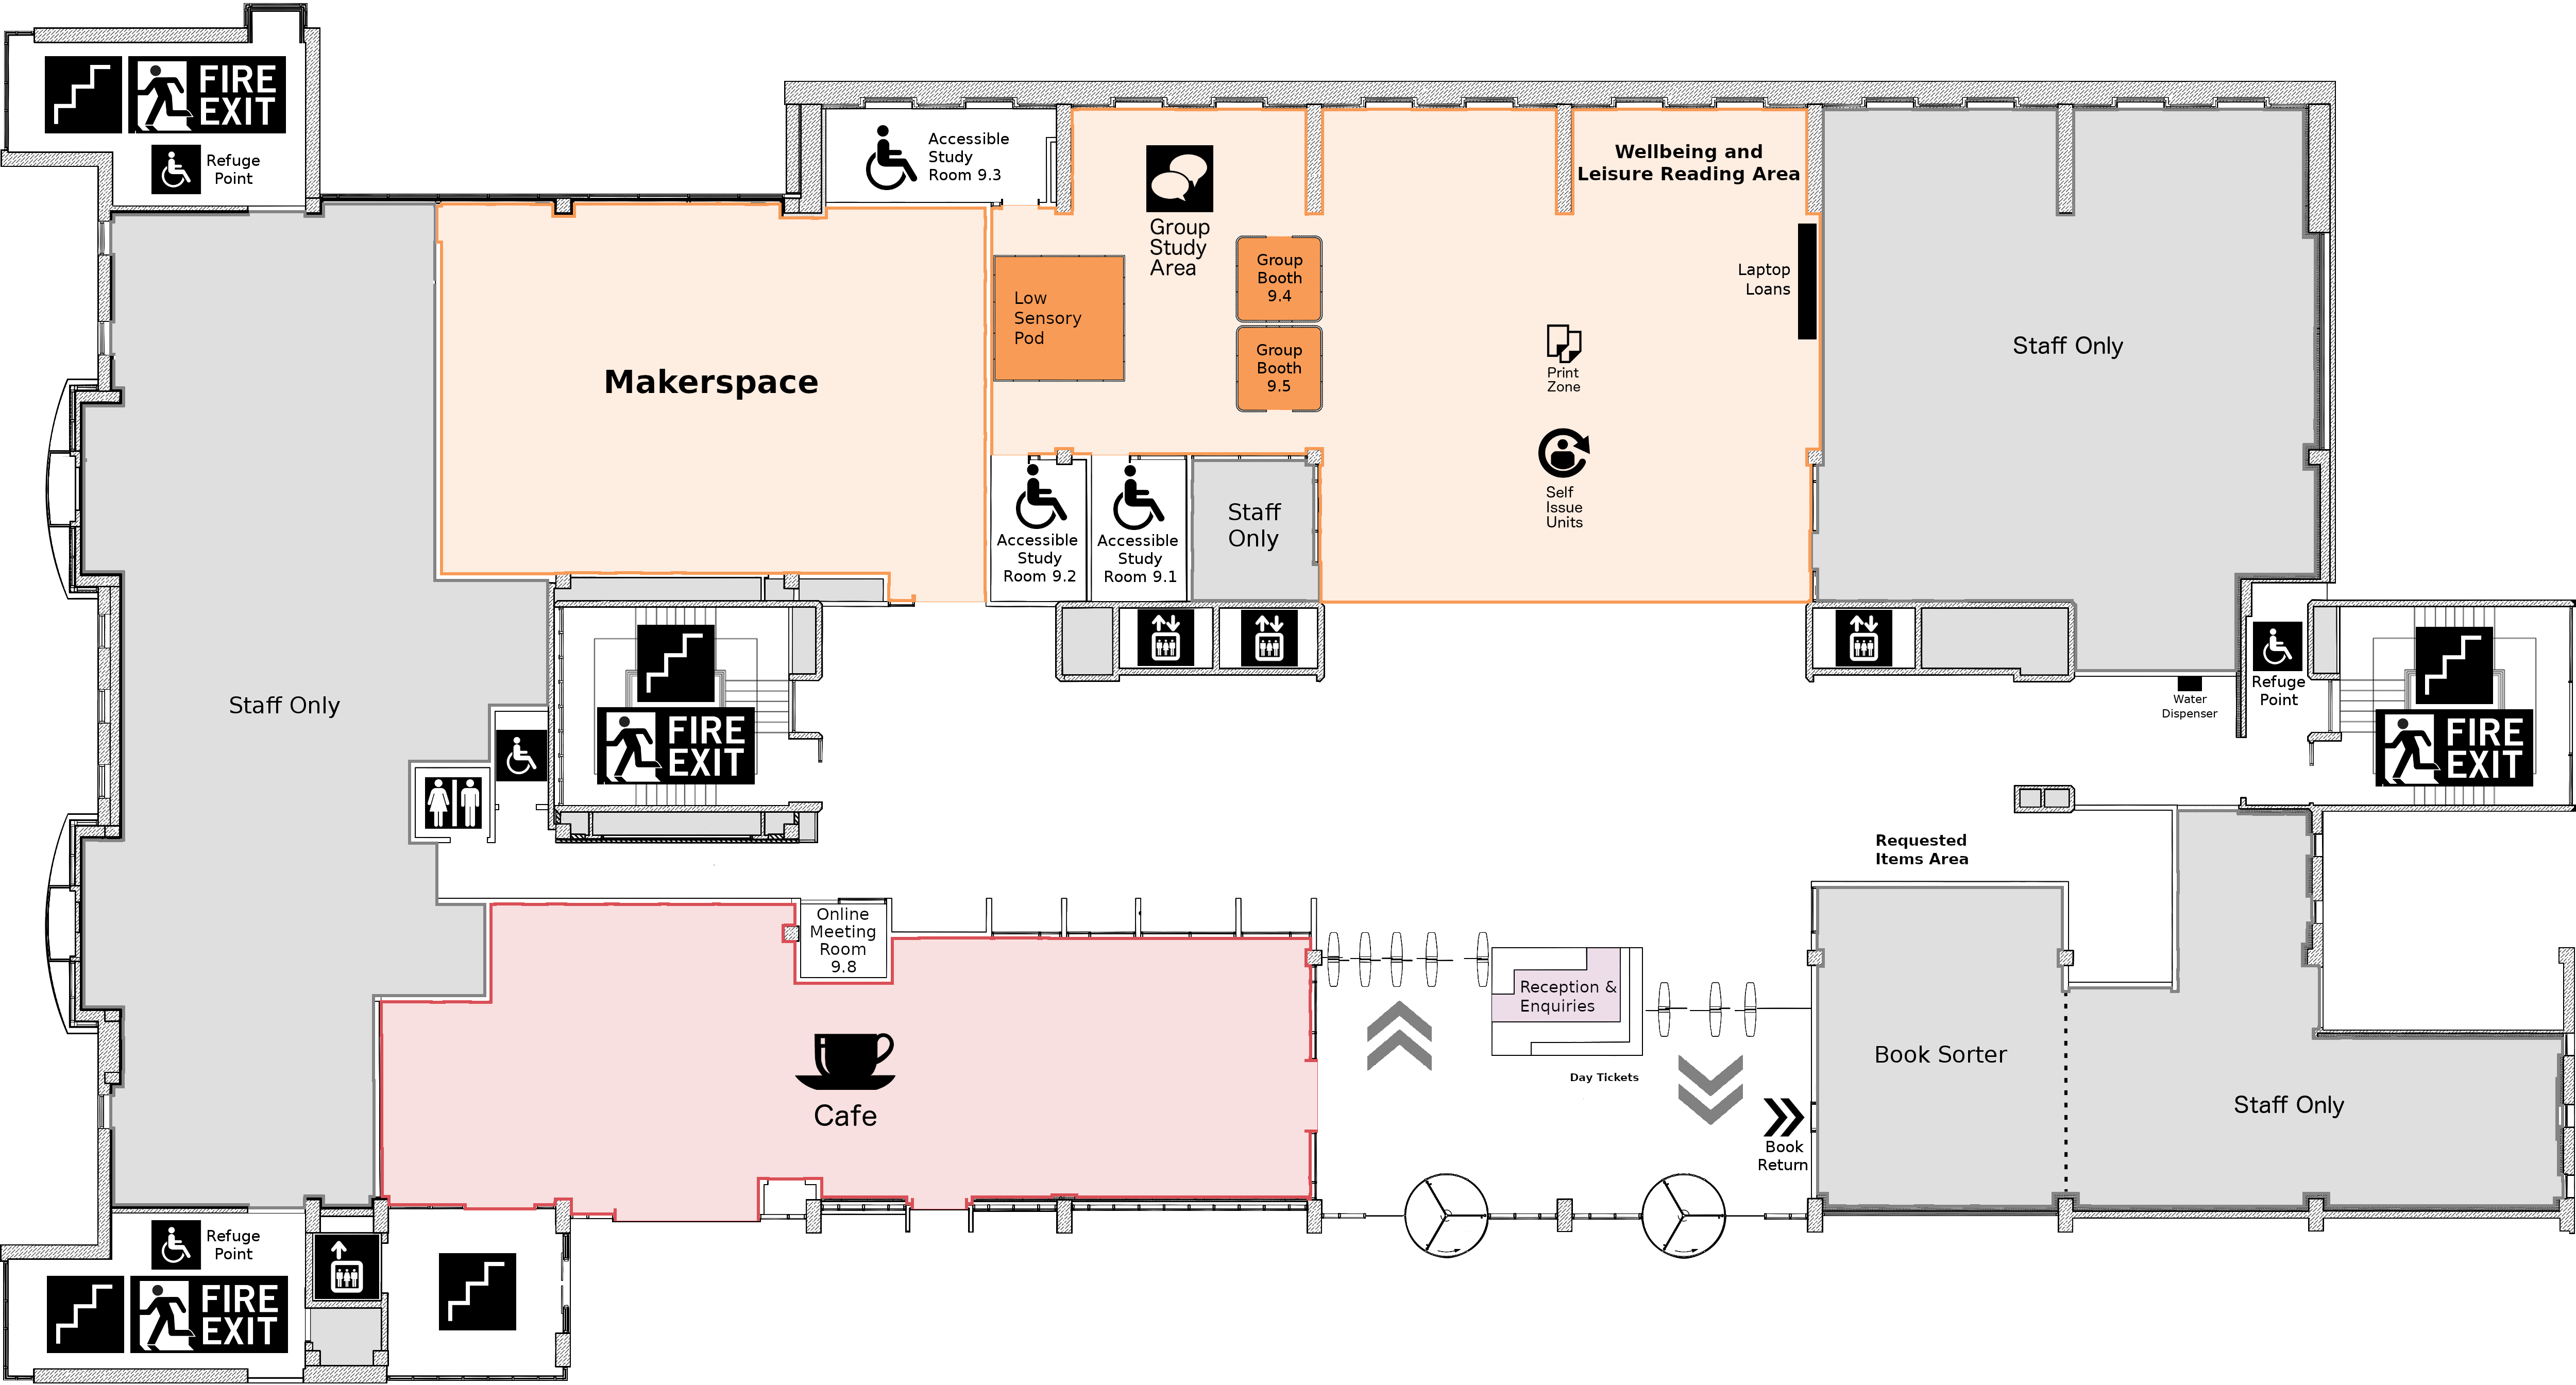 FIRE
EXIT
Refuge
Point
Accessible
Study
Room 9.3
Group
Study
Area
Wellbeing and
Leisure Reading Area
Low
Sensory
Pod
Group
Booth
9.4
Group
Booth
9.5
Laptop
Loans
Print
Zone
Self
Issue
Units
Staff Only
Makerspace
Accessible
Study
Room 9.2
Accessible
Study
Room 9.1
Staff
Only
Staff Only
FIRE
EXIT
Water
Dispenser
Refuge
Point
FIRE
EXIT
Requested
Items Area
Online
Meeting
Room
9.8
Cafe
Reception &
Enquiries
Day Tickets
Book
Return
Book Sorter
Staff Only
Refuge
Point
FIRE
EXIT